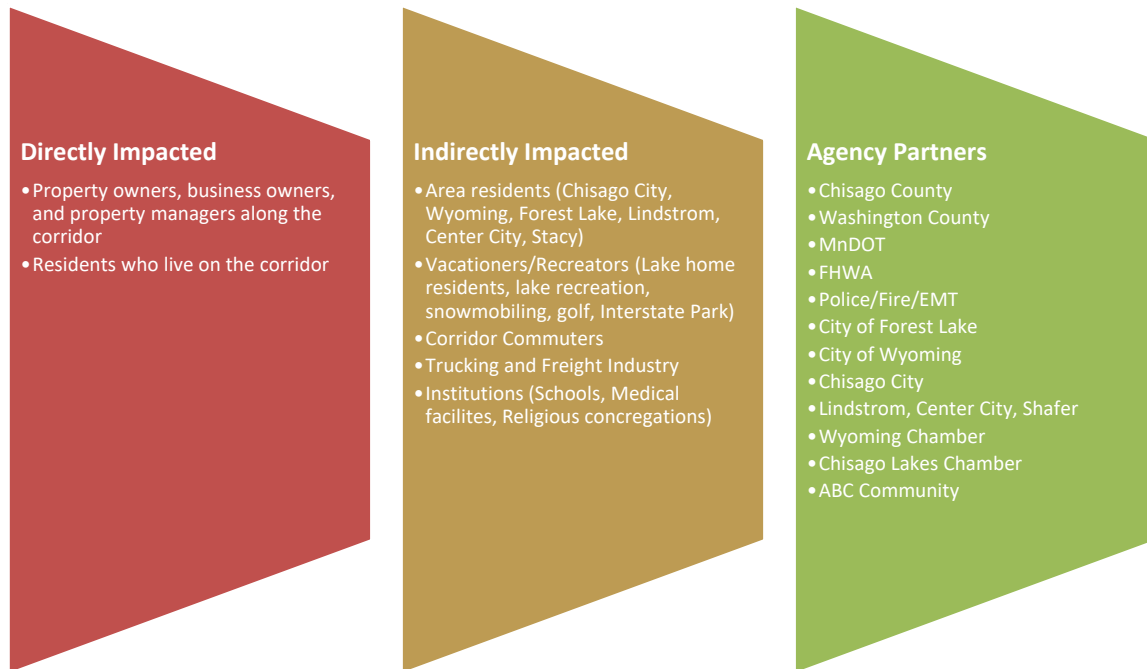 Directly Impacted
•Property owners, business owners,
and property managers along the
corridor
•Residents who live on the corridor
Indirectly Impacted
•Area residents (Chisago City,
Wyoming, Forest Lake, Lindstrom,
Center City, Stacy)
•Vacationers/Recreators (Lake home
residents, lake recreation,
snowmobiling, golf, Interstate Park)
•Corridor Commuters
•Trucking and Freight Industry
•Institutions (Schools, Medical
facilites, Religious concregations)
Agency Partners
•Chisago County
•Washington County
•MnDOT
•FHWA
•Police/Fire/EMT
•City of Forest Lake
•City of Wyoming
•Chisago City
•Lindstrom, Center City, Shafer
•Wyoming Chamber
•Chisago Lakes Chamber
•ABC Community